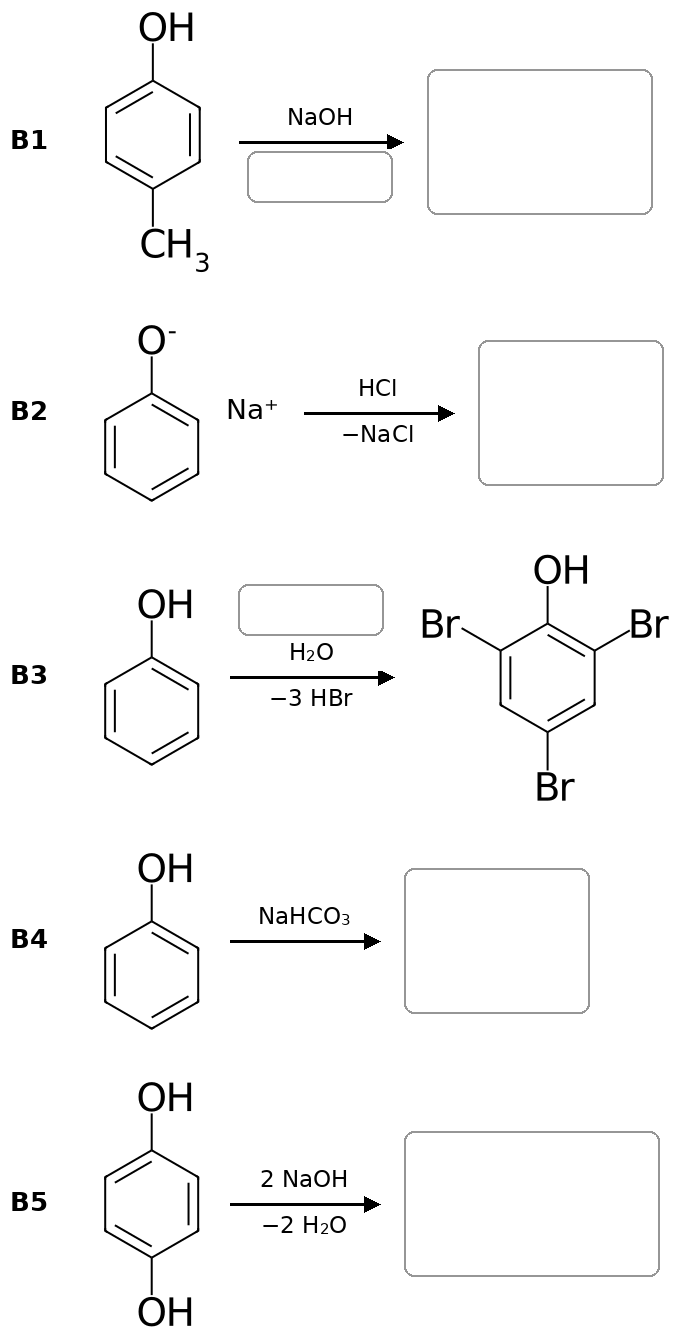 OH
B1
NaOH
CH₃
O⁻
B2
Na⁺
HCl
−NaCl
OH
B3
H₂O
−3 HBr
OH
Br
Br
Br
OH
B4
NaHCO₃
OH
B5
2 NaOH
−2 H₂O
OH